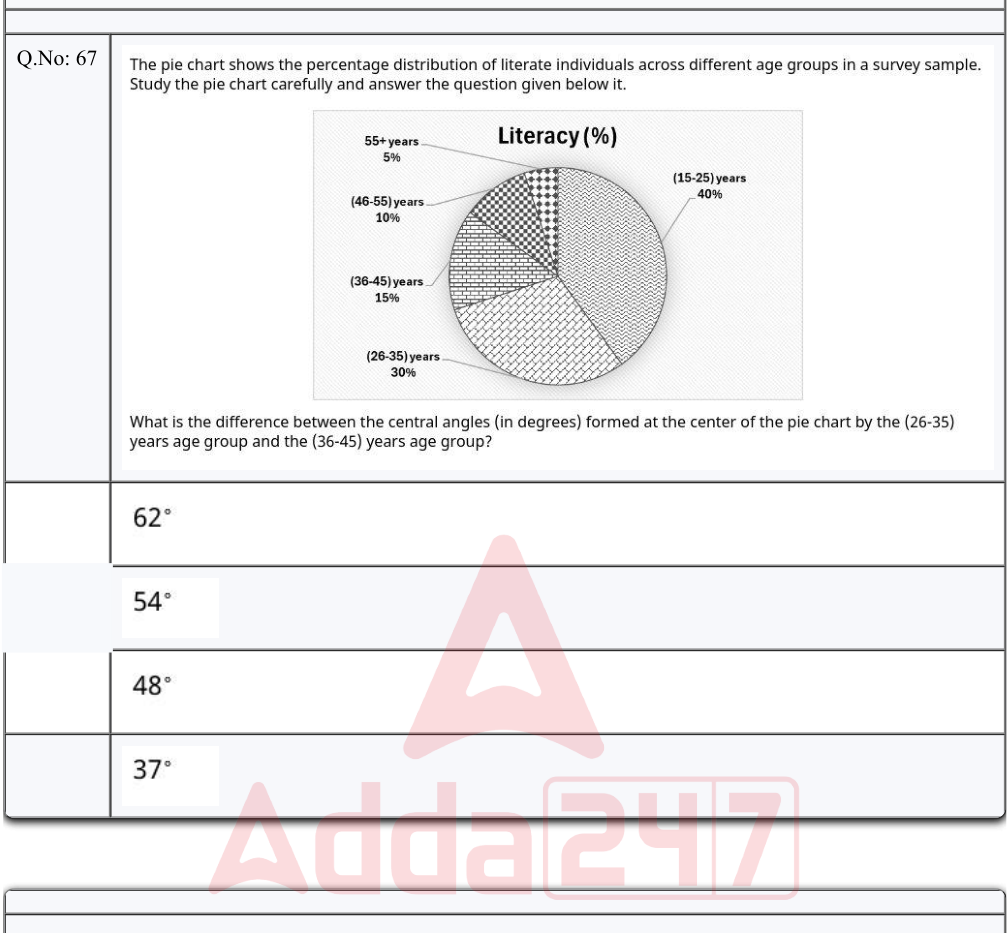 Q.No: 67
The pie chart shows the percentage distribution of literate individuals across different age groups in a survey sample.
Study the pie chart carefully and answer the question given below it.
Literacy (%)
55+ years
5%
(15-25) years
40%
(46-55) years
10%
(36-45) years
15%
(26-35) years
30%
What is the difference between the central angles (in degrees) formed at the center of the pie chart by the (26-35)
years age group and the (36-45) years age group?
62°
54°
48°
37°
Adda247